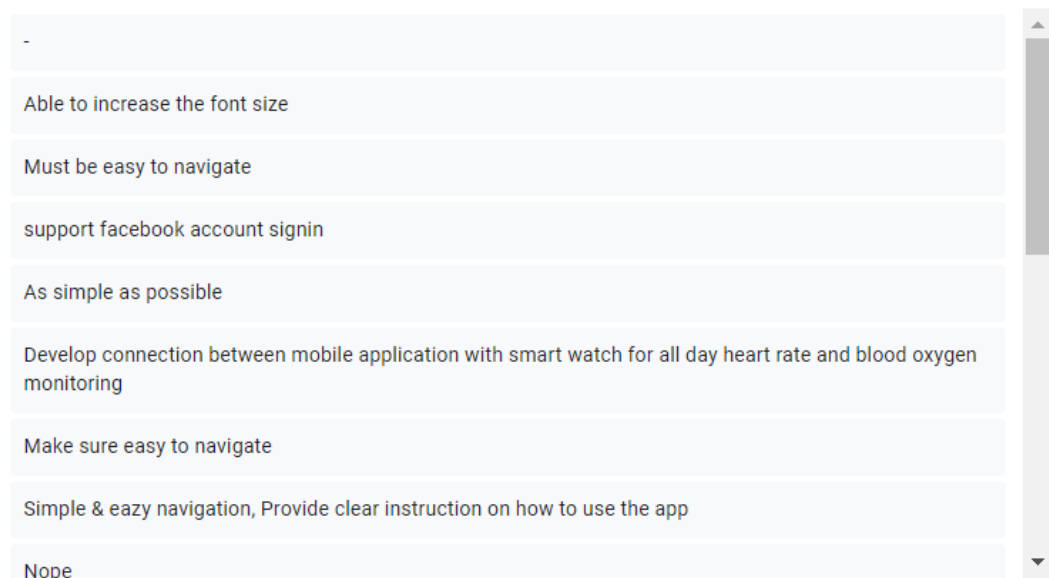 -
Able to increase the font size
Must be easy to navigate
support facebook account signin
As simple as possible
Develop connection between mobile application with smart watch for all day heart rate and blood oxygen
monitoring
Make sure easy to navigate
Simple & eazy navigation, Provide clear instruction on how to use the app
Nope